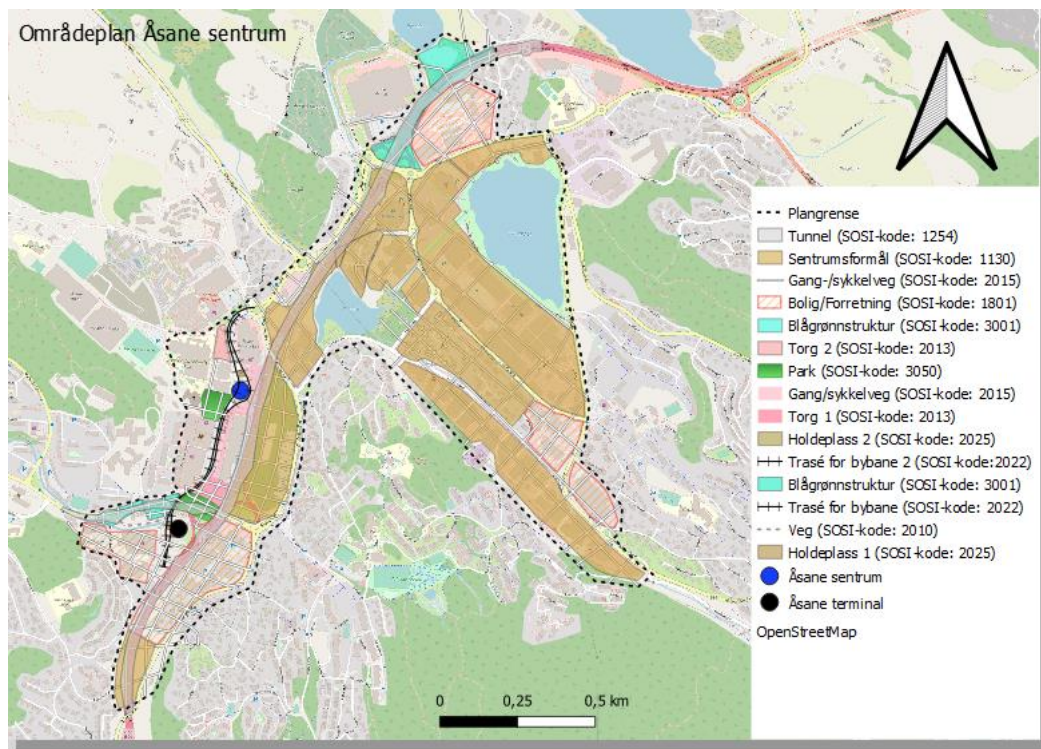 Områdeplan Åsane sentrum
Plangrense
Tunnel (SOSI-kode: 1254)
Sentrumsformål (SOSI-kode: 1130)
Gang-/sykkelveg (SOSI-kode: 2015)
Bolig/Forretning (SOSI-kode: 1801)
Blågrønnstruktur (SOSI-kode: 3001)
Torg 2 (SOSI-kode: 2013)
Park (SOSI-kode: 3050)
Gang/sykkelveg (SOSI-kode: 2015)
Torg 1 (SOSI-kode: 2013)
Holdeplass 2 (SOSI-kode: 2025)
Trasé for bybane 2 (SOSI-kode:2022)
Blågrønnstruktur (SOSI-kode: 3001)
Trasé for bybane (SOSI-kode: 2022)
Veg (SOSI-kode: 2010)
Holdeplass 1 (SOSI-kode: 2025)
Åsane sentrum
Åsane terminal
OpenStreetMap
0 0,25 0,5 km